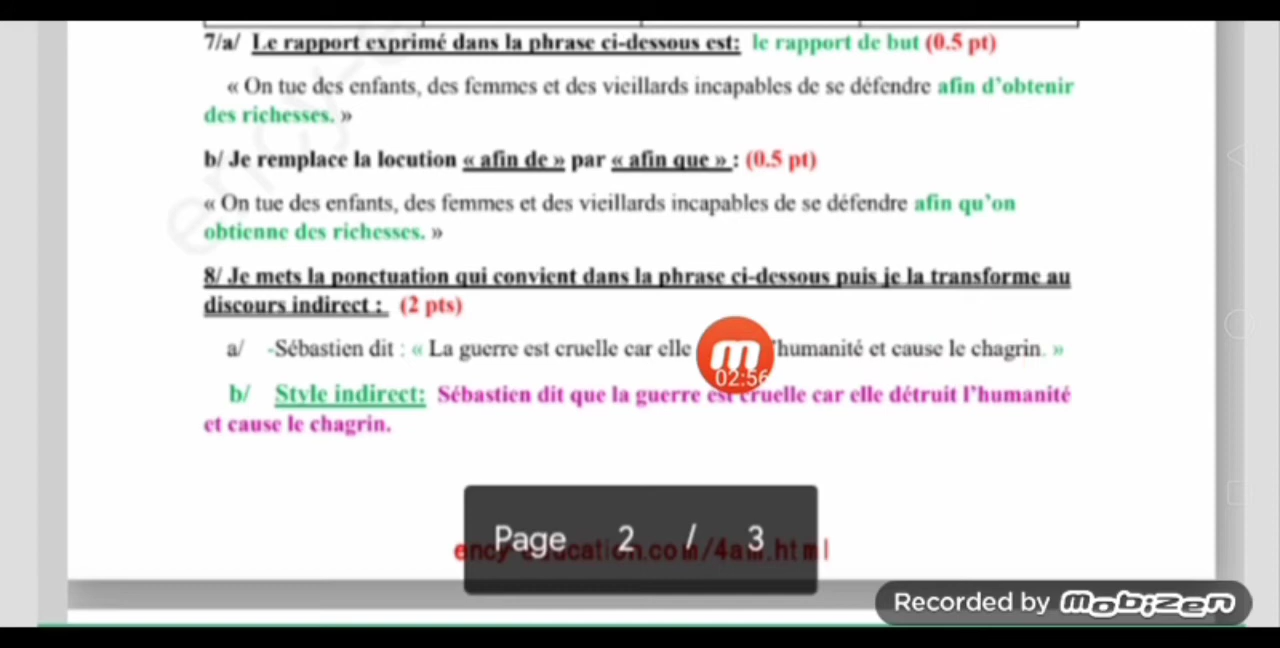 7/a/ Le rapport exprimé dans la phrase ci-dessous est: le rapport de but (0.5 pt)
« On tue des enfants, des femmes et des vieillards incapables de se défendre afin d'obtenir
des richesses. »
b/ Je remplace la locution « afin de » par « afin que » : (0.5 pt)
« On tue des enfants, des femmes et des vieillards incapables de se défendre afin qu'on
obtienne des richesses. »
8/ Je mets la ponctuation qui convient dans la phrase ci-dessous puis je la transforme au
discours indirect : (2 pts)
a/ -Sébastien dit : « La guerre est cruelle car elle l'humanité et cause le chagrin. »
02:56
b/ Style indirect: Sébastien dit que la guerre est cruelle car elle détruit l'humanité
et cause le chagrin.
Page 2 / 3
ency-education.com/4am.html
Recorded by mobizen